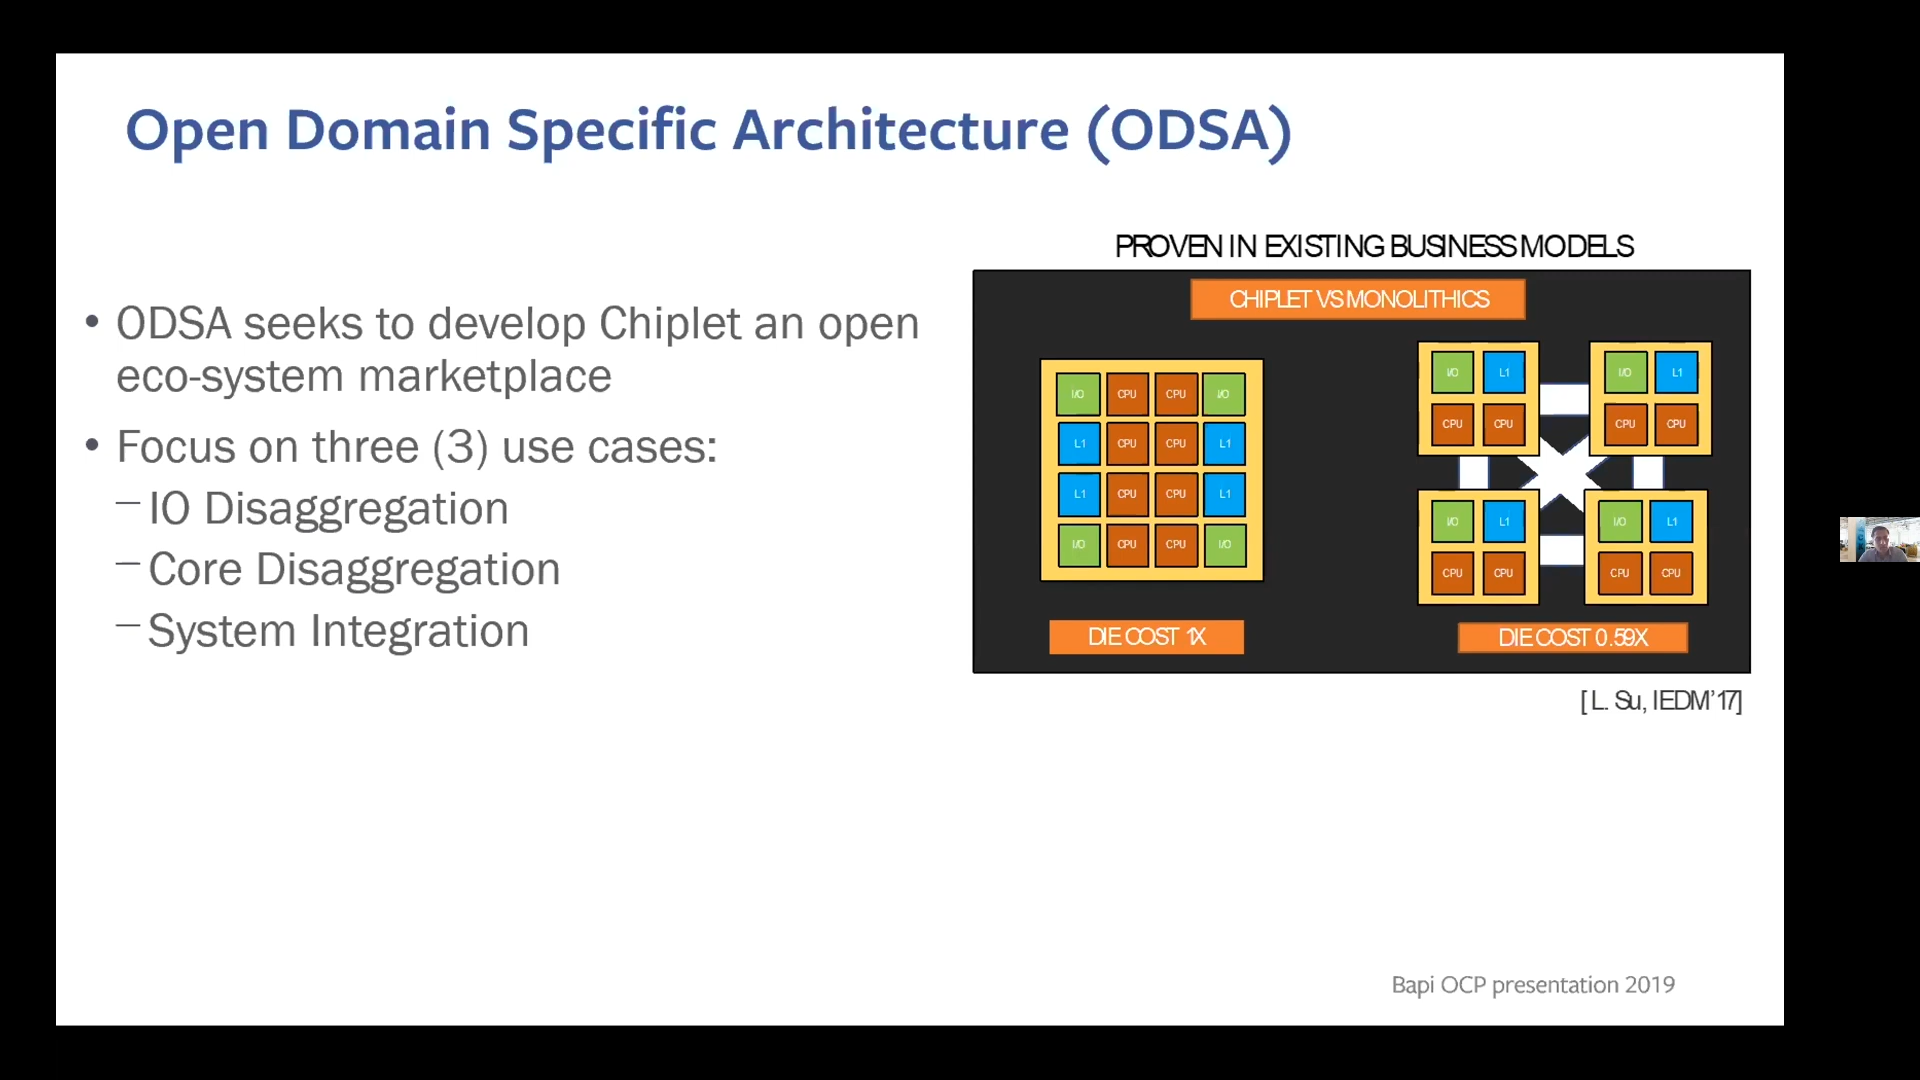 Open Domain Specific Architecture (ODSA)
• ODSA seeks to develop Chiplet an open
eco-system marketplace
• Focus on three (3) use cases:
– IO Disaggregation
– Core Disaggregation
– System Integration
PROVEN IN EXISTING BUSINESS MODELS
CHIPLET VS MONOLITHICS
I/O CPU CPU I/O
L1 CPU CPU L1
L1 CPU CPU L1
I/O CPU CPU I/O
DIE COST 1X
I/O L1 I/O L1
CPU CPU CPU CPU
I/O L1 I/O L1
CPU CPU CPU CPU
DIE COST 0.59X
[ L. Su, IEDM'17]
Bapi OCP presentation 2019